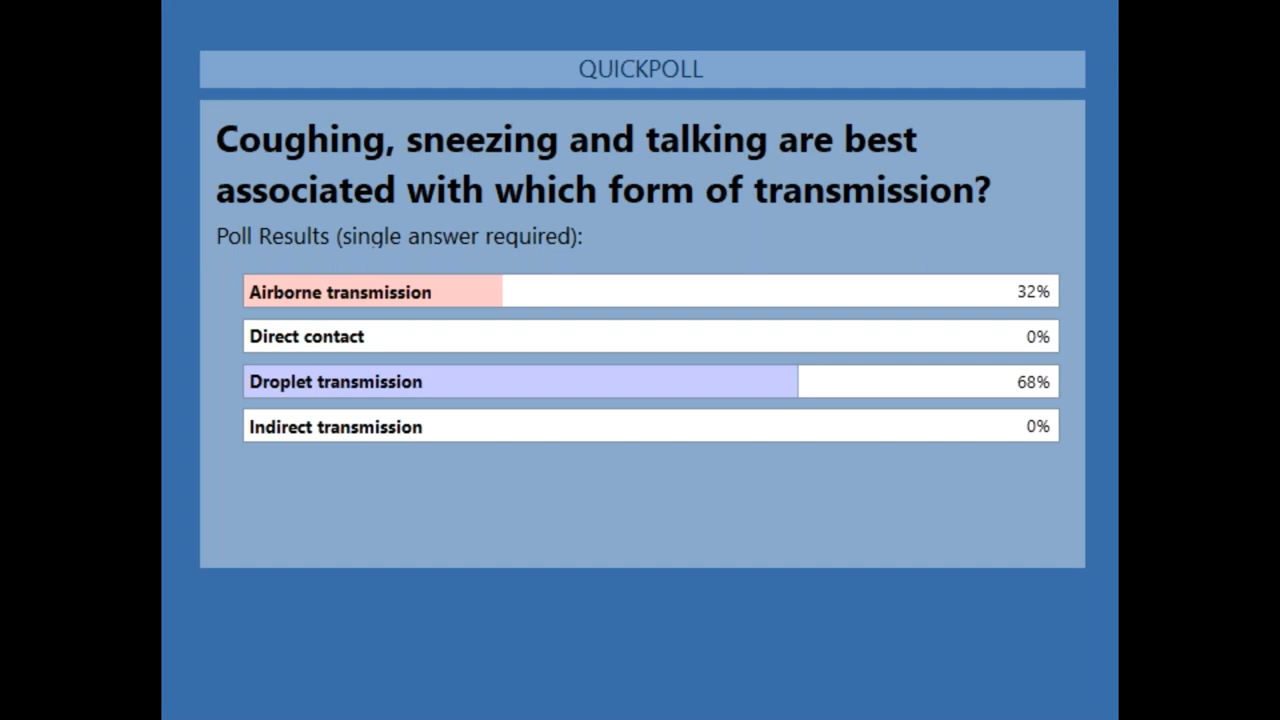 QUICKPOLL
Coughing, sneezing and talking are best
associated with which form of transmission?
Poll Results (single answer required):
Airborne transmission 32%
Direct contact 0%
Droplet transmission 68%
Indirect transmission 0%